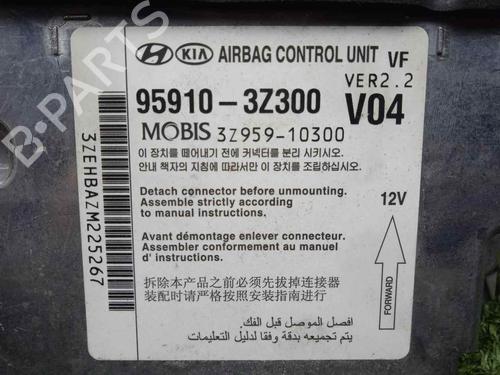 HYUNDAI KIA AIRBAG CONTROL UNIT VF
VER2.2
95910-3Z300 V04
MOBIS 3Z959-10300
이 장치를 떼어내기 전에 커넥터를 분리 시키시오.
안내 책자의 지침에 따라서만 이 장치를 조립하십시오.
Detach connector before unmounting.
Assemble strictly according
to manual instructions.
12V
Avant démontage enlever connecteur.
Assembler conformement au manuel
d' instructions.
拆除本产品之前必须先拔掉连接器
装配时请严格按照安装指南进行
افصل الموصل قبل الفك.
يتم تجميعه بدقة وفقا لدليل التعليمات
FORWARD
3ZEHBAZM225267
B-PARTS